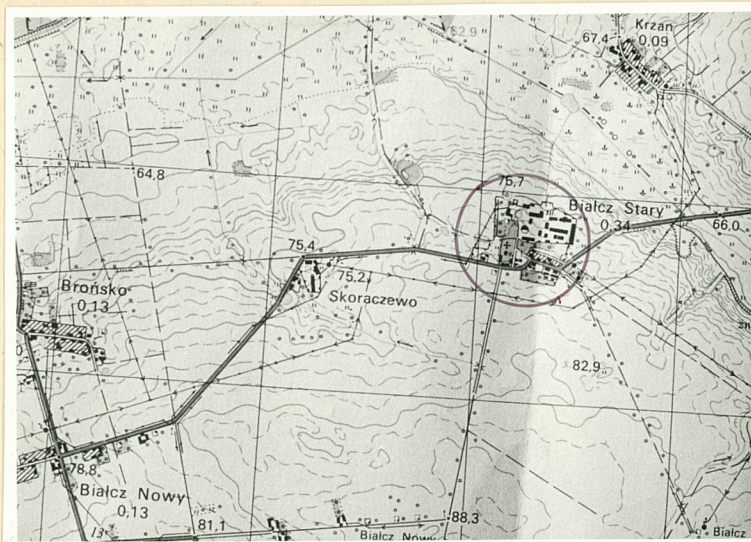 52.9
Krzan
67.4 0,09
64,8
75,7
Białcz Stary
0.34
66,0
75,4
75,2
Skoraczewo
Brońsko
0,13
82,9
78,8
Białcz Nowy
0,13
81,1
88,3
Białcz Nowy
Białcz